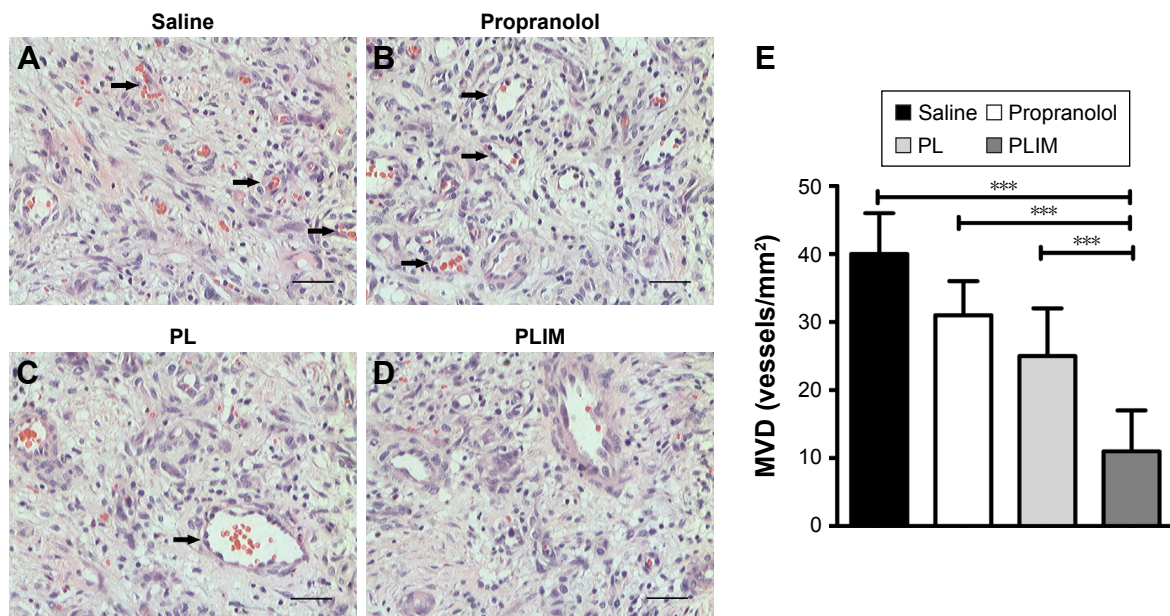 Saline
Propranolol
A
B
E
PL
PLIM
C
D
Saline Propranolol
PL PLIM
***
***
***
MVD (vessels/mm²)
50
40
30
20
10
0